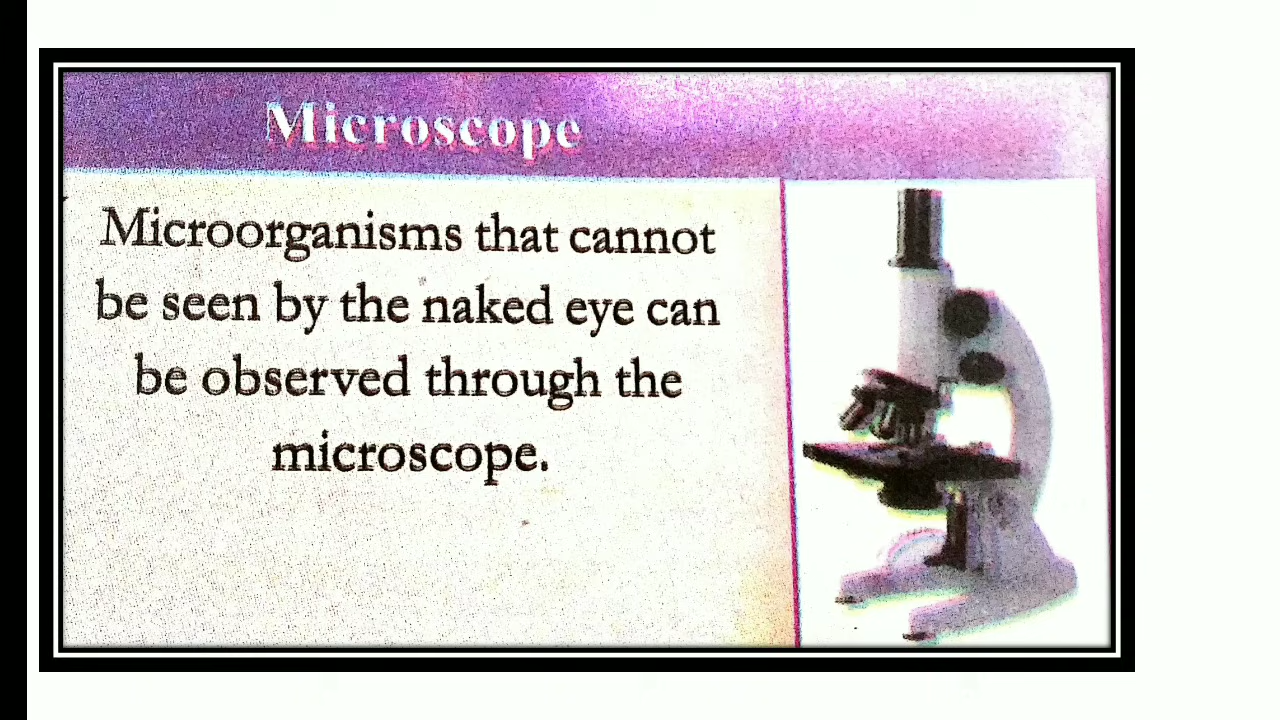 Microscope
Microorganisms that cannot
be seen by the naked eye can
be observed through the
microscope.